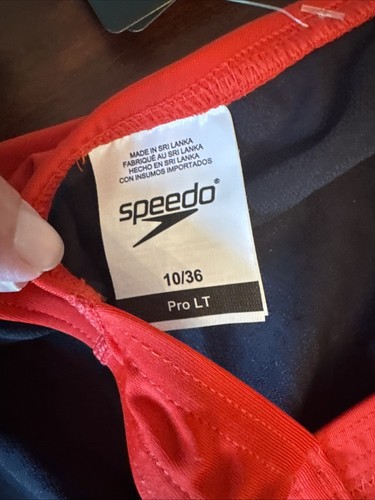 MADE IN SRI LANKA
FABRIQUÉ AU SRI LANKA
HECHO EN SRI LANKA
CON INSUMOS IMPORTADOS
speedo®
10/36
Pro LT